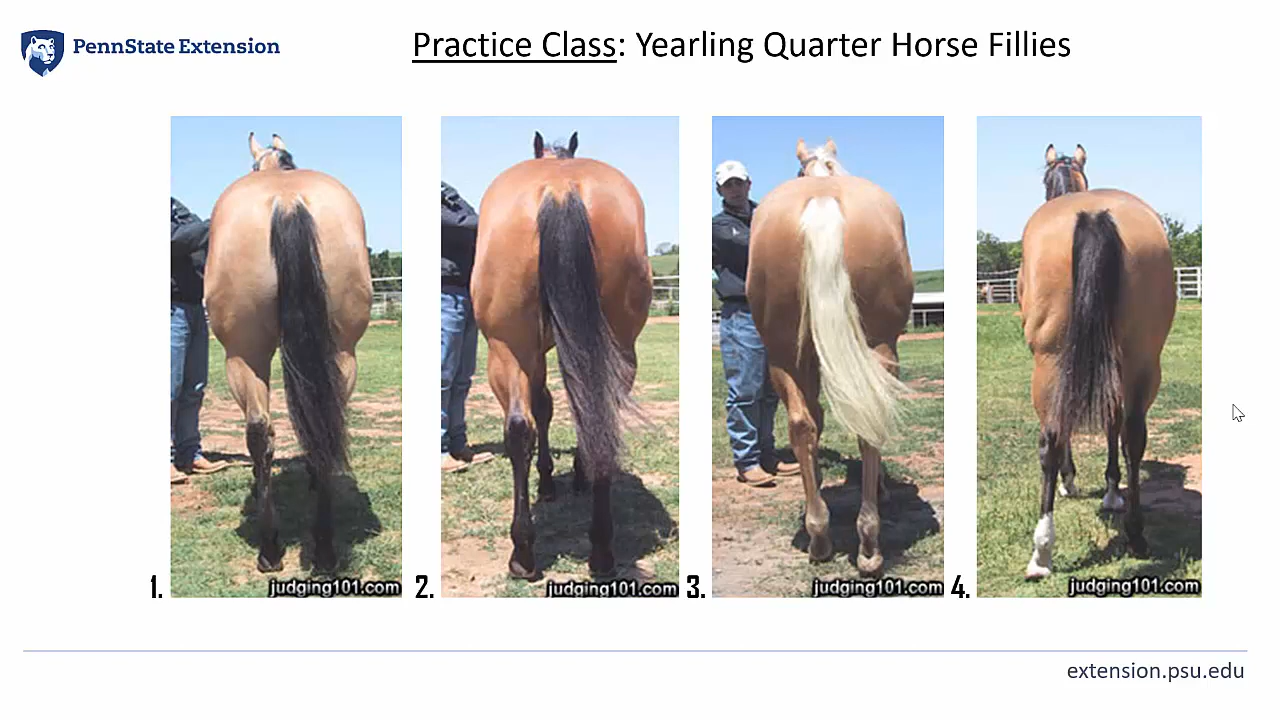 PennState Extension
Practice Class: Yearling Quarter Horse Fillies
1.
judging101.com
2.
judging101.com
3.
judging101.com
4.
judging101.com
extension.psu.edu